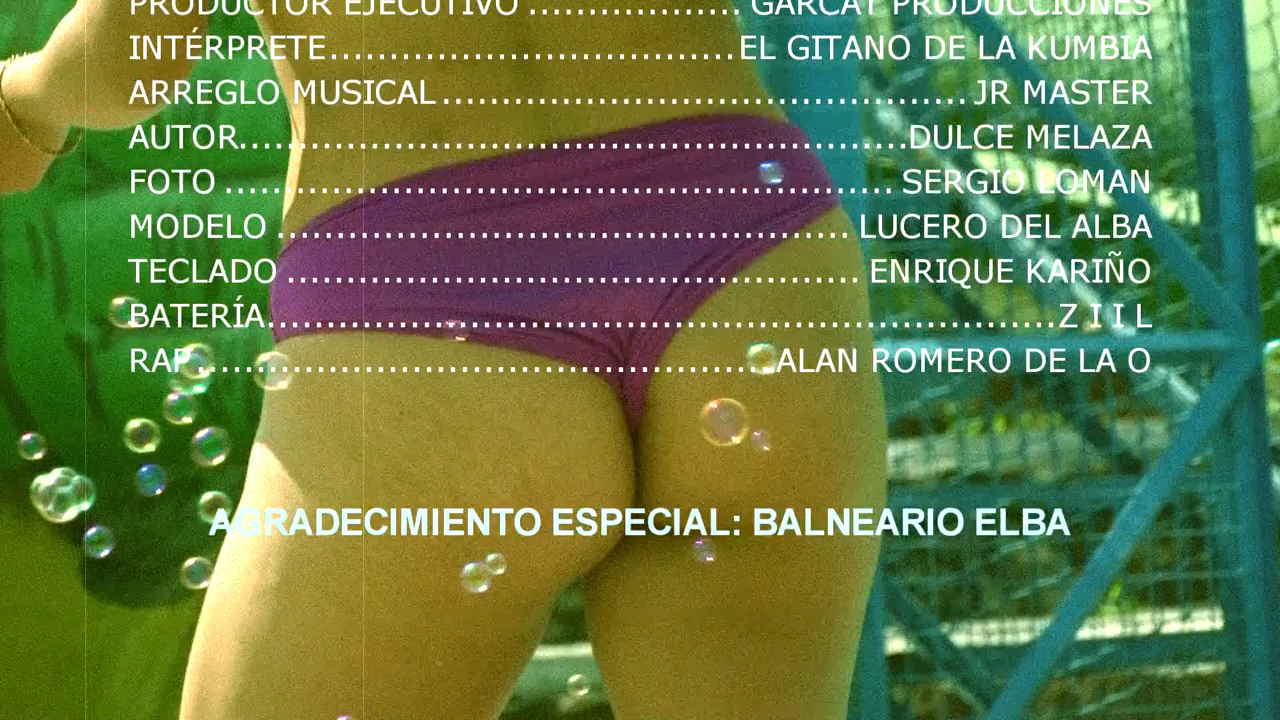 PRODUCTOR EJECUTIVO .................. GARCAY PRODUCCIONES
INTÉRPRETE.................................. EL GITANO DE LA KUMBIA
ARREGLO MUSICAL ............................................. JR MASTER
AUTOR......................................................... DULCE MELAZA
FOTO ......................................................... SERGIO LOMAN
MODELO ................................................. LUCERO DEL ALBA
TECLADO ................................................. ENRIQUE KARIÑO
BATERÍA................................................................... Z I I L
RAP ................................................. ALAN ROMERO DE LA O
AGRADECIMIENTO ESPECIAL: BALNEARIO ELBA